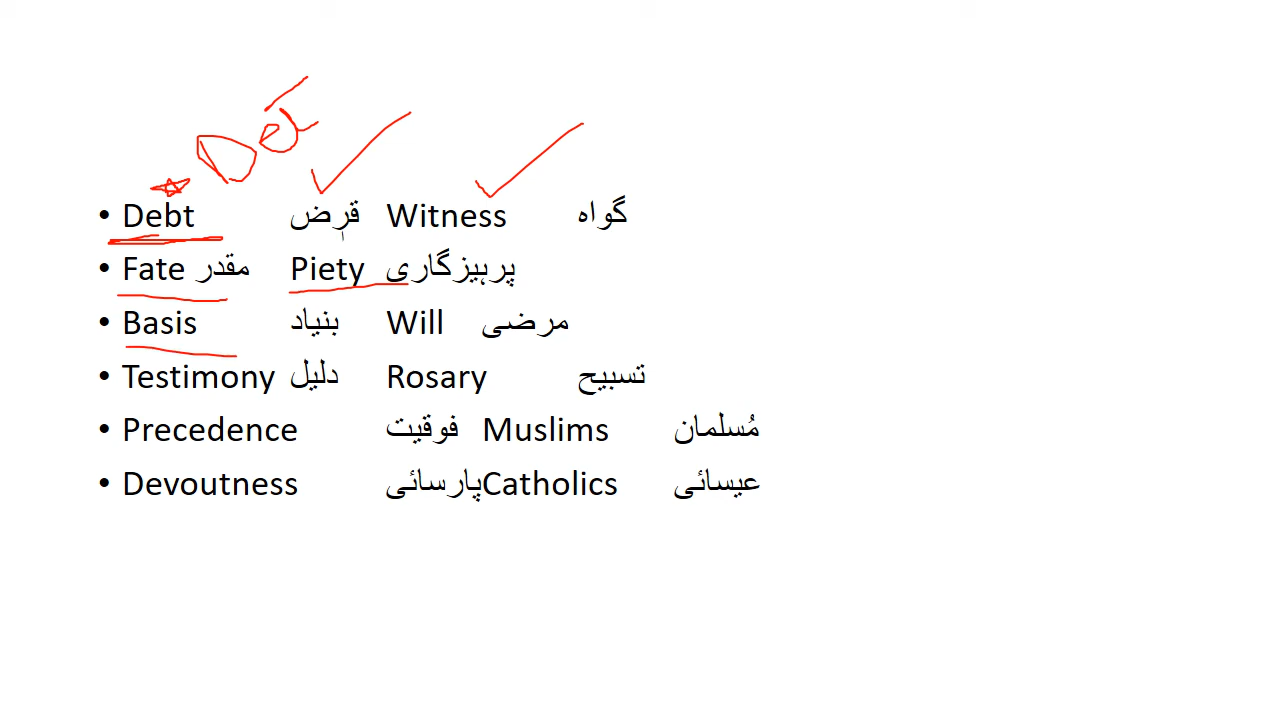 Det
• Debt قرض Witness گواہ
• Fate مقدر Piety پرہیزگاری
• Basis بنیاد Will مرضی
• Testimony دلیل Rosary تسبیح
• Precedence فوقیت Muslims مُسلمان
• Devoutness پارسائی Catholics عیسائی